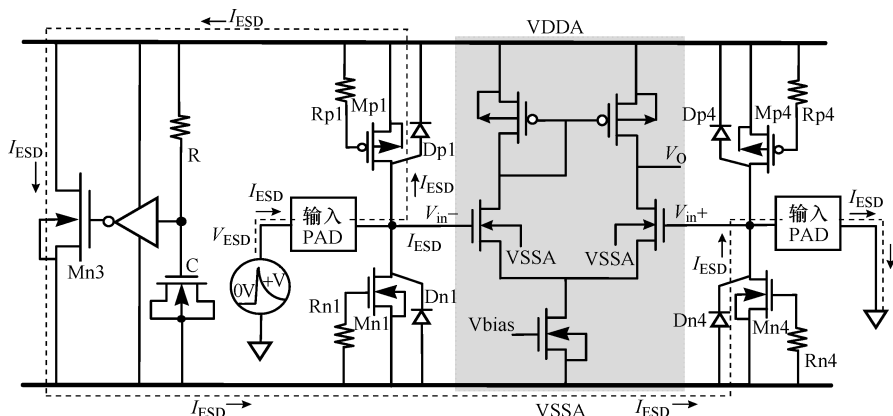 I_ESD
I_ESD
VDDA
Rp1
Mp1
Dp1
Dp4
Mp4
Rp4
R
I_ESD
I_ESD
V_O
I_ESD
V_ESD
输入
PAD
V_in−
I_ESD
VSSA
VSSA
V_in+
I_ESD
输入
PAD
I_ESD
Mn3
C
0V
+V
Rn1
Mn1
Dn1
Vbias
Dn4
Mn4
Rn4
I_ESD
VSSA
I_ESD